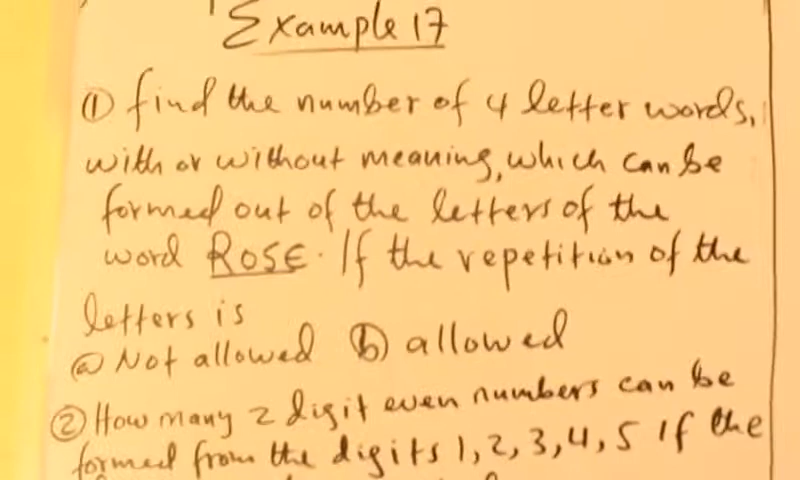 Example 17
① find the number of 4 letter words,
with or without meaning, which can be
formed out of the letters of the
word ROSE. If the repetition of the
letters is
ⓐ Not allowed ⓑ allowed
② How many 2 digit even numbers can be
formed from the digits 1, 2, 3, 4, 5 If the